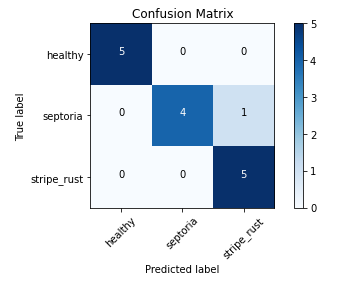 Confusion Matrix
healthy
septoria
stripe_rust
True label
5 0 0
0 4 1
0 0 5
healthy
septoria
stripe_rust
Predicted label
5
4
3
2
1
0